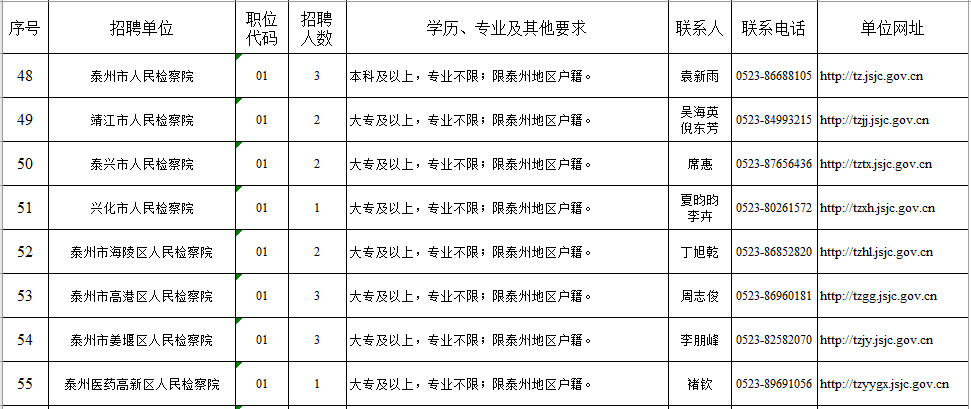 序号 招聘单位 职位代码 招聘人数 学历、专业及其他要求 联系人 联系电话 单位网址
48 泰州市人民检察院 01 3 本科及以上，专业不限；限泰州地区户籍。 袁新雨 0523-86688105 http://tz.jsjc.gov.cn
49 靖江市人民检察院 01 2 大专及以上，专业不限；限泰州地区户籍。 吴海英 倪东芳 0523-84993215 http://tzjj.jsjc.gov.cn
50 泰兴市人民检察院 01 2 大专及以上，专业不限；限泰州地区户籍。 席惠 0523-87656436 http://tztx.jsjc.gov.cn
51 兴化市人民检察院 01 1 大专及以上，专业不限；限泰州地区户籍。 夏昀昀 李卉 0523-80261572 http://tzxh.jsjc.gov.cn
52 泰州市海陵区人民检察院 01 2 大专及以上，专业不限；限泰州地区户籍。 丁旭乾 0523-86852820 http://tzhl.jsjc.gov.cn
53 泰州市高港区人民检察院 01 3 大专及以上，专业不限；限泰州地区户籍。 周志俊 0523-86960181 http://tzgg.jsjc.gov.cn
54 泰州市姜堰区人民检察院 01 3 大专及以上，专业不限；限泰州地区户籍。 李朋峰 0523-82582070 http://tzjy.jsjc.gov.cn
55 泰州医药高新区人民检察院 01 1 大专及以上，专业不限；限泰州地区户籍。 褚钦 0523-89691056 http://tzyygx.jsjc.gov.cn